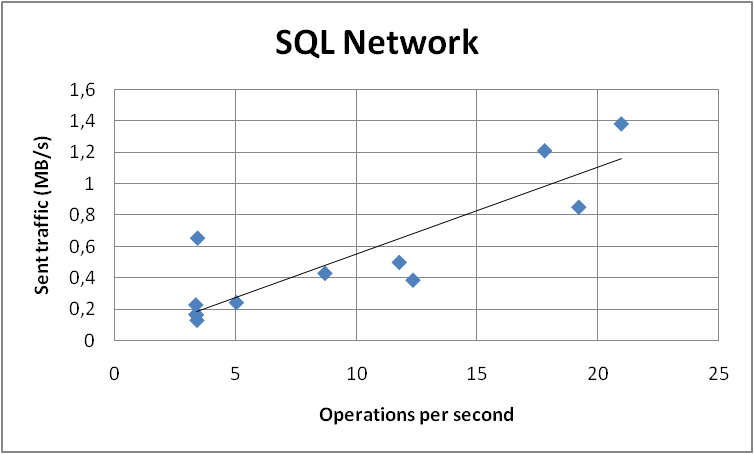 SQL Network
Sent traffic (MB/s)
1,6
1,4
1,2
1
0,8
0,6
0,4
0,2
0
0 5 10 15 20 25
Operations per second